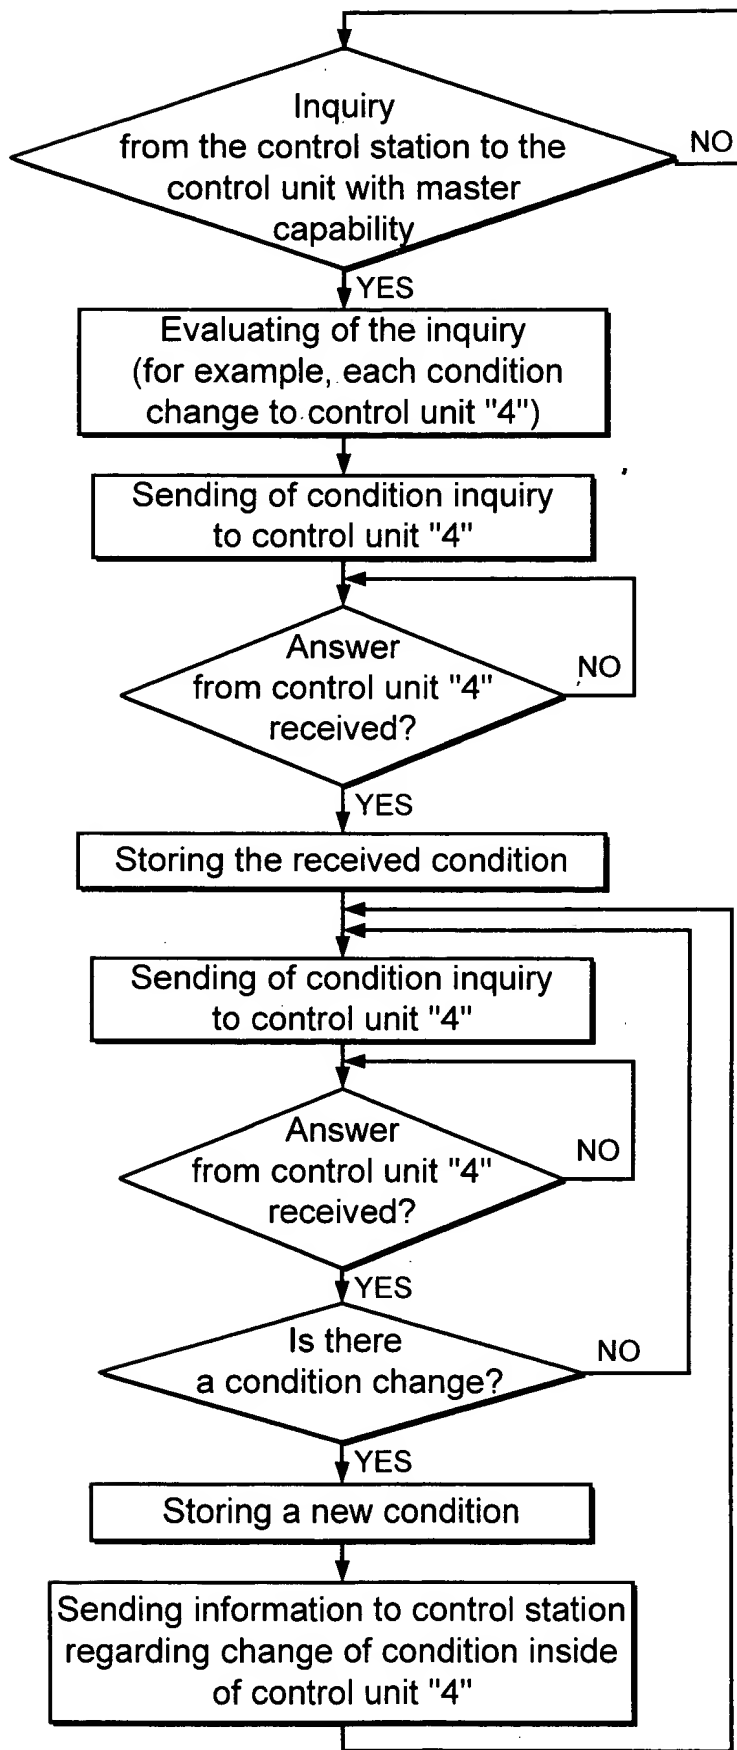 Inquiry
from the control station to the
control unit with master
capability
NO
YES
Evaluating of the inquiry
(for example, each condition
change to control unit "4")
Sending of condition inquiry
to control unit "4"
Answer
from control unit "4"
received?
NO
YES
Storing the received condition
Sending of condition inquiry
to control unit "4"
Answer
from control unit "4"
received?
NO
YES
Is there
a condition change?
NO
YES
Storing a new condition
Sending information to control station
regarding change of condition inside
of control unit "4"